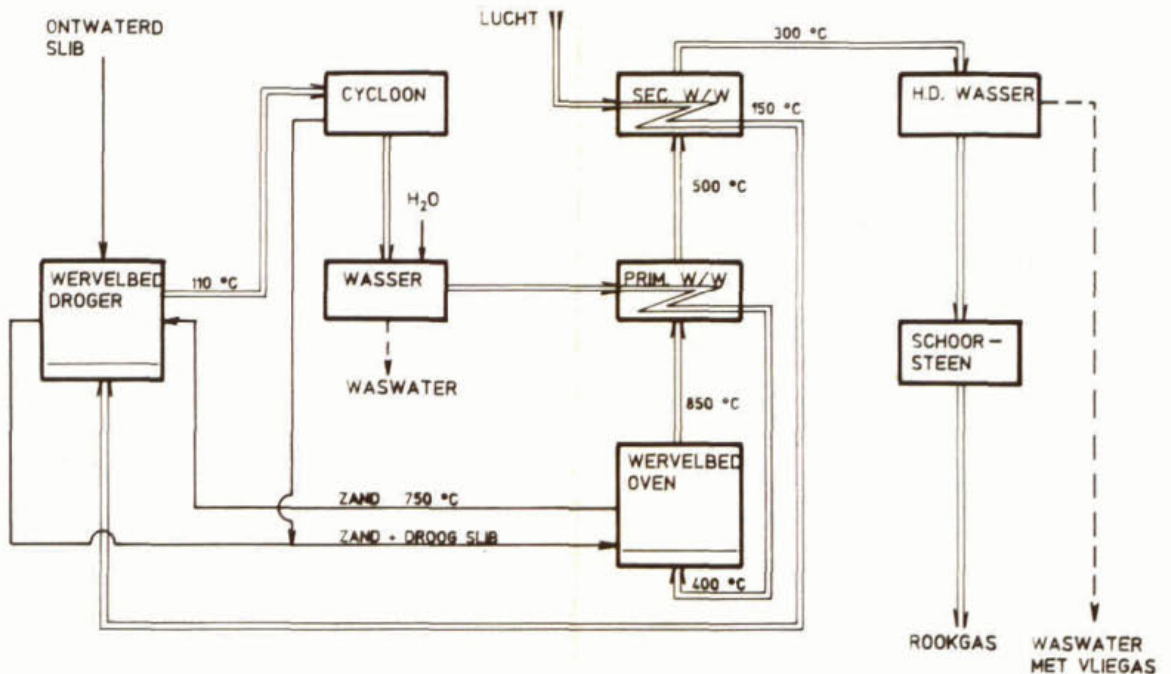 ONTWATERD
SLIB
LUCHT
300 °C
CYCLOON
SEC. W/W
150 °C
H.D. WASSER
500 °C
H₂O
WERVELBED
DROGER
110 °C
WASSER
PRIM. W/W
SCHOOR-
STEEN
WASWATER
850 °C
WERVELBED
OVEN
ZAND 750 °C
ZAND + DROOG SLIB
400 °C
ROOKGAS
WASWATER
MET VLIEGAS